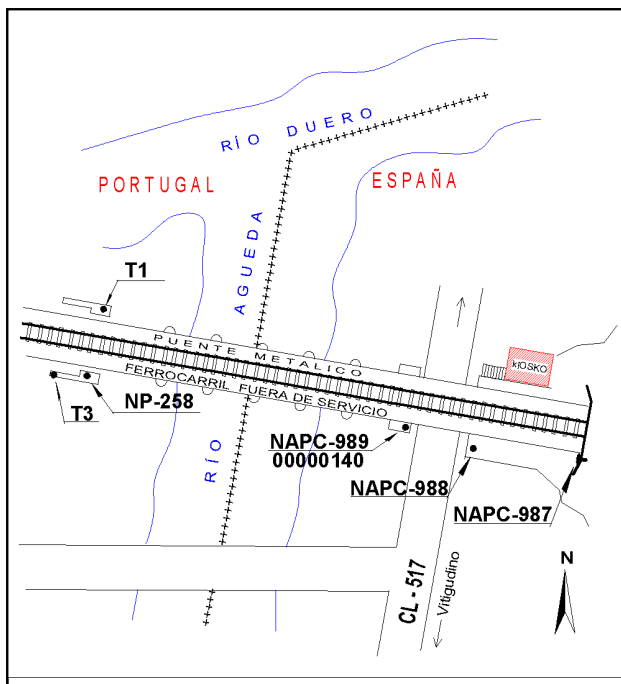 RÍO DUERO
PORTUGAL
ESPAÑA
AGUEDA
T1
PUENTE METALICO
KIOSKO
FERROCARRIL FUERA DE SERVICIO
NP-258
T3
NAPC-989
00000140
RÍO
NAPC-988
NAPC-987
CL - 517
Vitigudino
N